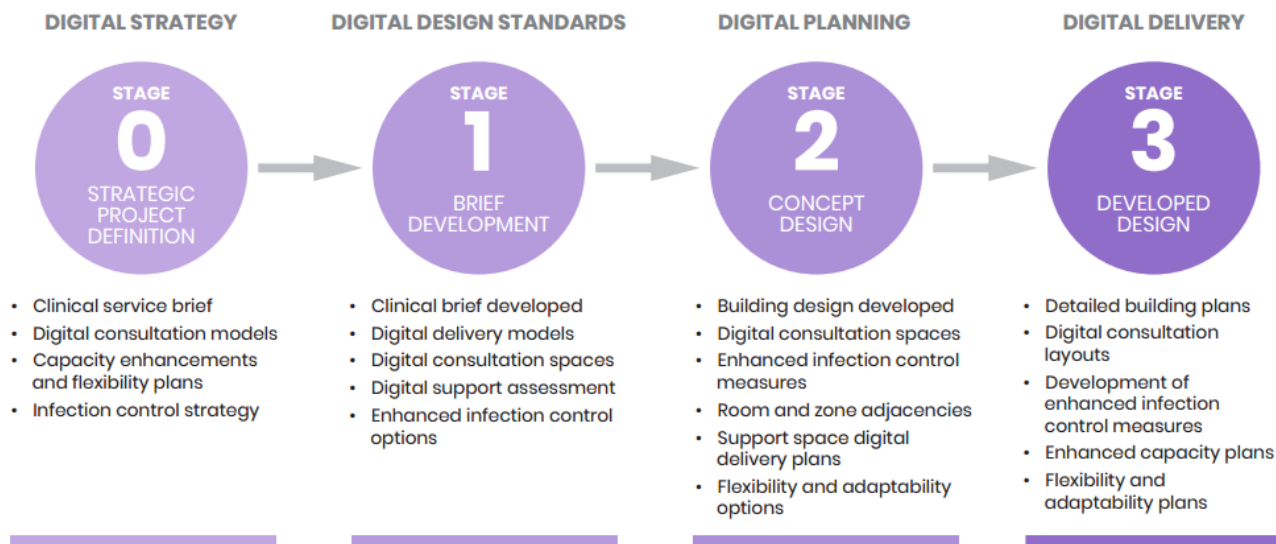 DIGITAL STRATEGY
STAGE
0
STRATEGIC
PROJECT
DEFINITION
• Clinical service brief
• Digital consultation models
• Capacity enhancements
and flexibility plans
• Infection control strategy
DIGITAL DESIGN STANDARDS
STAGE
1
BRIEF
DEVELOPMENT
• Clinical brief developed
• Digital delivery models
• Digital consultation spaces
• Digital support assessment
• Enhanced infection control
options
DIGITAL PLANNING
STAGE
2
CONCEPT
DESIGN
• Building design developed
• Digital consultation spaces
• Enhanced infection control
measures
• Room and zone adjacencies
• Support space digital
delivery plans
• Flexibility and adaptability
options
DIGITAL DELIVERY
STAGE
3
DEVELOPED
DESIGN
• Detailed building plans
• Digital consultation
layouts
• Development of
enhanced infection
control measures
• Enhanced capacity plans
• Flexibility and
adaptability plans